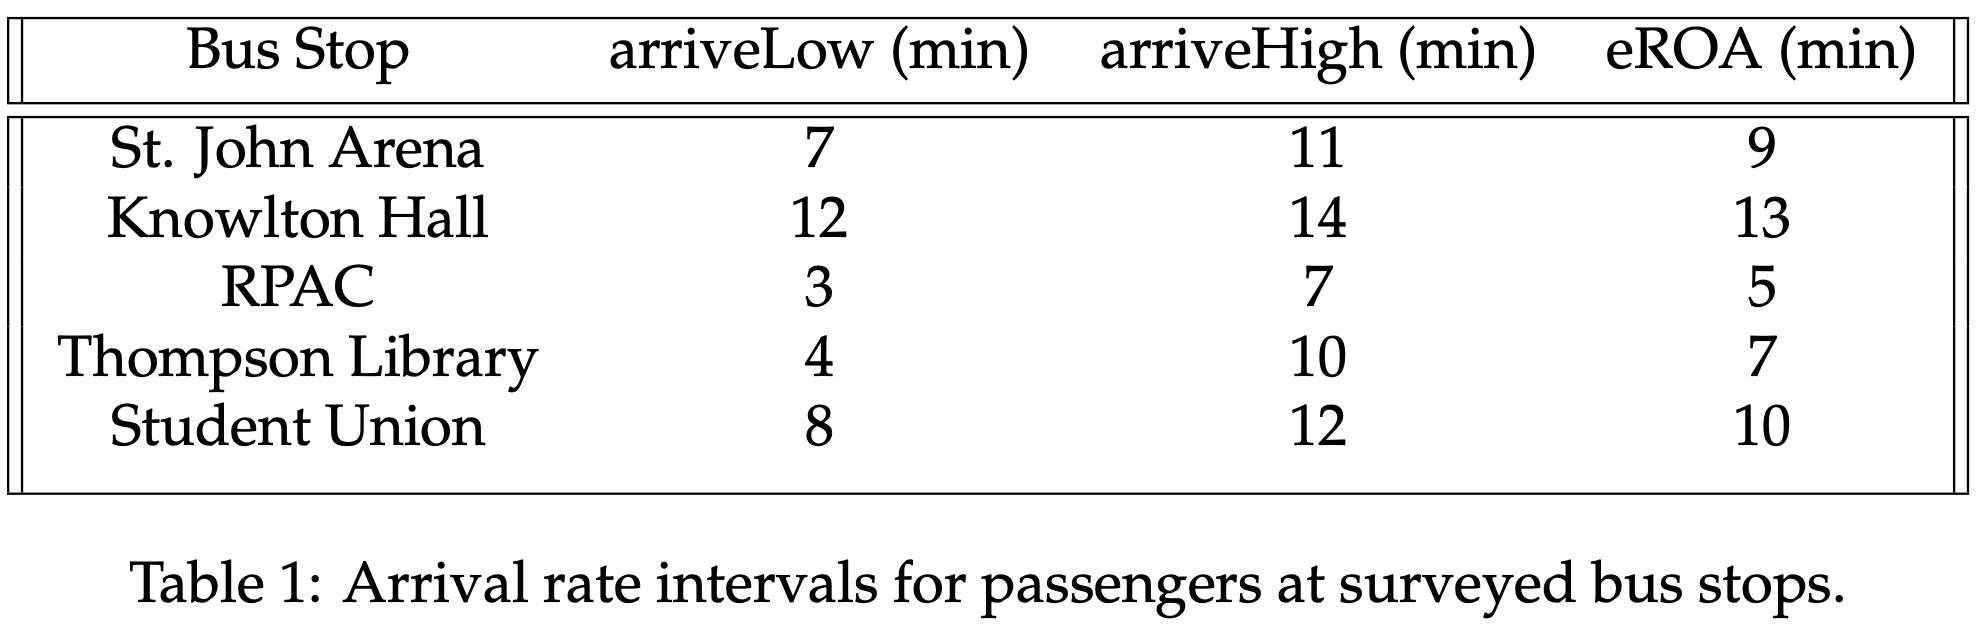 Bus Stop arriveLow (min) arriveHigh (min) eROA (min)
St. John Arena 7 11 9
Knowlton Hall 12 14 13
RPAC 3 7 5
Thompson Library 4 10 7
Student Union 8 12 10
Table 1: Arrival rate intervals for passengers at surveyed bus stops.